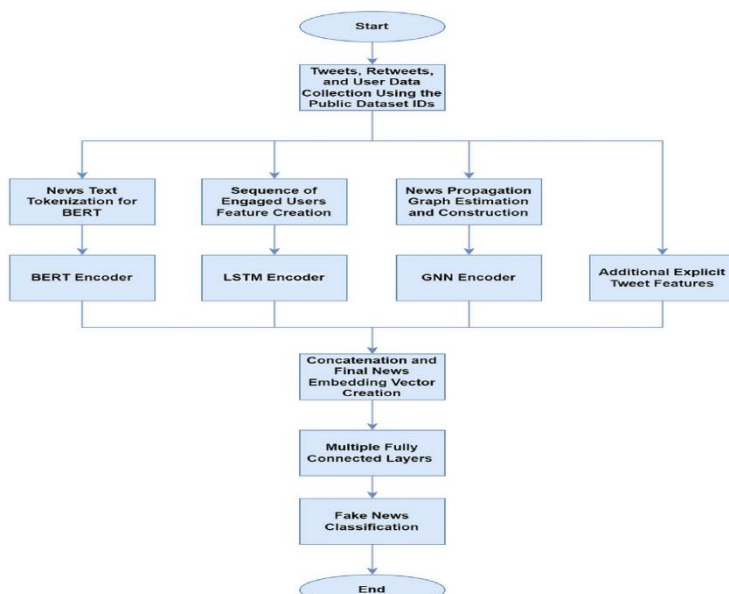 Start
Tweets, Retweets,
and User Data
Collection Using the
Public Dataset IDs
News Text
Tokenization for
BERT
Sequence of
Engaged Users
Feature Creation
News Propagation
Graph Estimation
and Construction
BERT Encoder
LSTM Encoder
GNN Encoder
Additional Explicit
Tweet Features
Concatenation and
Final News
Embedding Vector
Creation
Multiple Fully
Connected Layers
Fake News
Classification
End